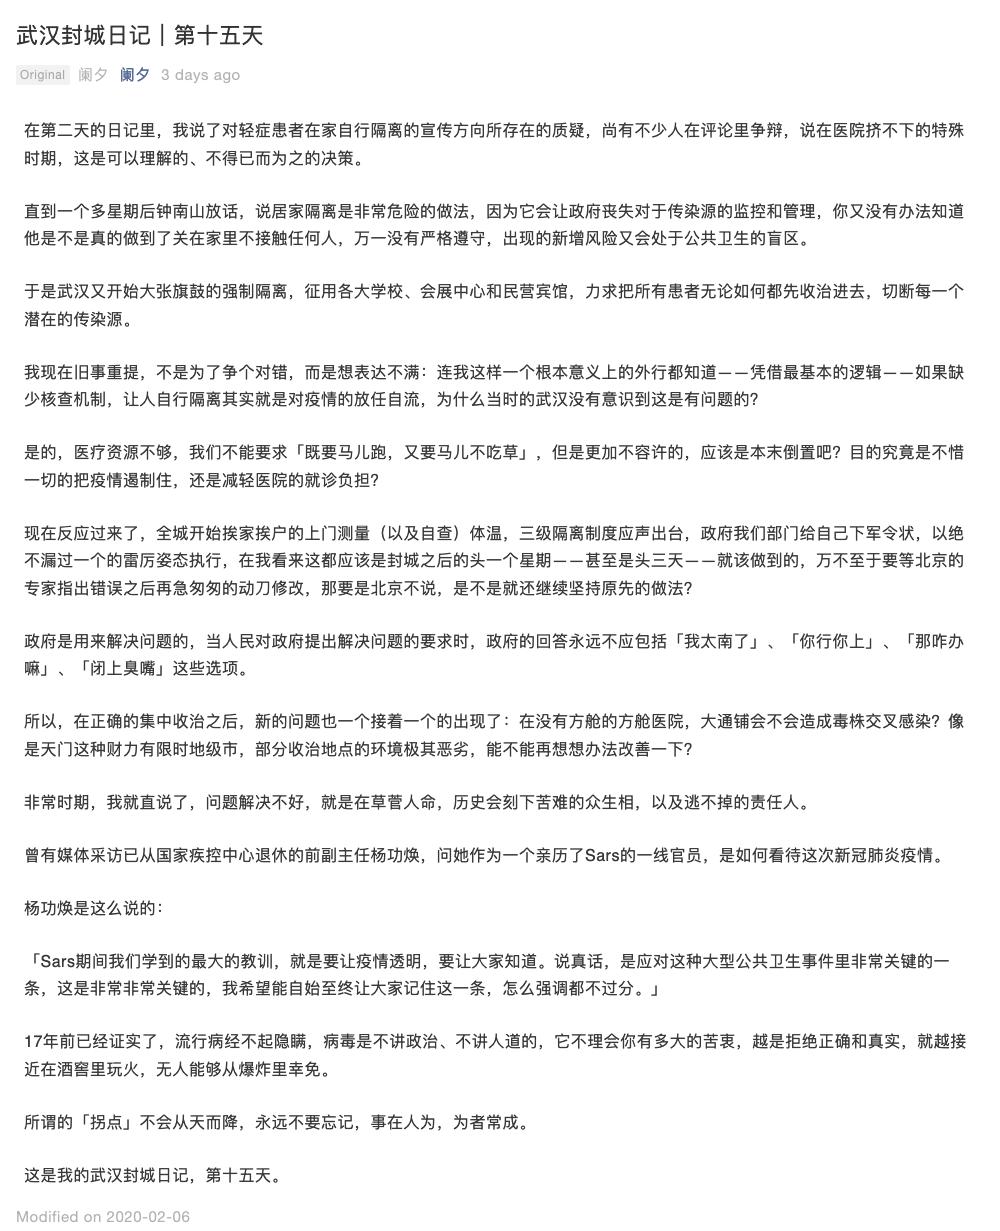 武汉封城日记 | 第十五天
Original 阑夕 阑夕 3 days ago
在第二天的日记里，我说了对轻症患者在家自行隔离的宣传方向所存在的质疑，尚有不少人在评论里争辩，说在医院挤不下的特殊
时期，这是可以理解的、不得已而为之的决策。
直到一个多星期后钟南山放话，说居家隔离是非常危险的做法，因为它会让政府丧失对于传染源的监控和管理，你又没有办法知道
他是不是真的做到了关在家里不接触任何人，万一没有严格遵守，出现的新增风险又会处于公共卫生的盲区。
于是武汉又开始大张旗鼓的强制隔离，征用各大学校、会展中心和民营宾馆，力求把所有患者无论如何都先收治进去，切断每一个
潜在的传染源。
我现在旧事重提，不是为了争个对错，而是想表达不满：连我这样一个根本意义上的外行都知道——凭借最基本的逻辑——如果缺
少核查机制，让人自行隔离其实就是对疫情的放任自流，为什么当时的武汉没有意识到这是有问题的？
是的，医疗资源不够，我们不能要求「既要马儿跑，又要马儿不吃草」，但是更加不容许的，应该是本末倒置吧？目的究竟是不惜
一切的把疫情遏制住，还是减轻医院的就诊负担？
现在反应过来了，全城开始挨家挨户的上门测量（以及自查）体温，三级隔离制度应声出台，政府我们部门给自己下军令状，以绝
不漏过一个的雷厉姿态执行，在我看来这都应该是封城之后的头一个星期——甚至是头三天——就该做到的，万不至于要等北京的
专家指出错误之后再急匆匆的动刀修改，那要是北京不说，是不是就还继续坚持原先的做法？
政府是用来解决问题的，当人民对政府提出解决问题的要求时，政府的回答永远不应包括「我太南了」、「你行你上」、「那咋办
嘛」、「闭上臭嘴」这些选项。
所以，在正确的集中收治之后，新的问题也一个接着一个的出现了：在没有方舱的方舱医院，大通铺会不会造成毒株交叉感染？像
是天门这种财力有限时地级市，部分收治地点的环境极其恶劣，能不能再想想办法改善一下？
非常时期，我就直说了，问题解决不好，就是在草菅人命，历史会刻下苦难的众生相，以及逃不掉的责任人。
曾有媒体采访已从国家疾控中心退休的前副主任杨功焕，问她作为一个亲历了Sars的一线官员，是如何看待这次新冠肺炎疫情。
杨功焕是这么说的：
「Sars期间我们学到的最大的教训，就是要让疫情透明，要让大家知道。说真话，是应对这种大型公共卫生事件里非常关键的一
条，这是非常非常关键的，我希望能自始至终让大家记住这一条，怎么强调都不过分。」
17年前已经证实了，流行病经不起隐瞒，病毒是不讲政治、不讲人道的，它不理会你有多大的苦衷，越是拒绝正确和真实，就越接
近在酒窖里玩火，无人能够从爆炸里幸免。
所谓的「拐点」不会从天而降，永远不要忘记，事在人为，为者常成。
这是我的武汉封城日记，第十五天。
Modified on 2020-02-06